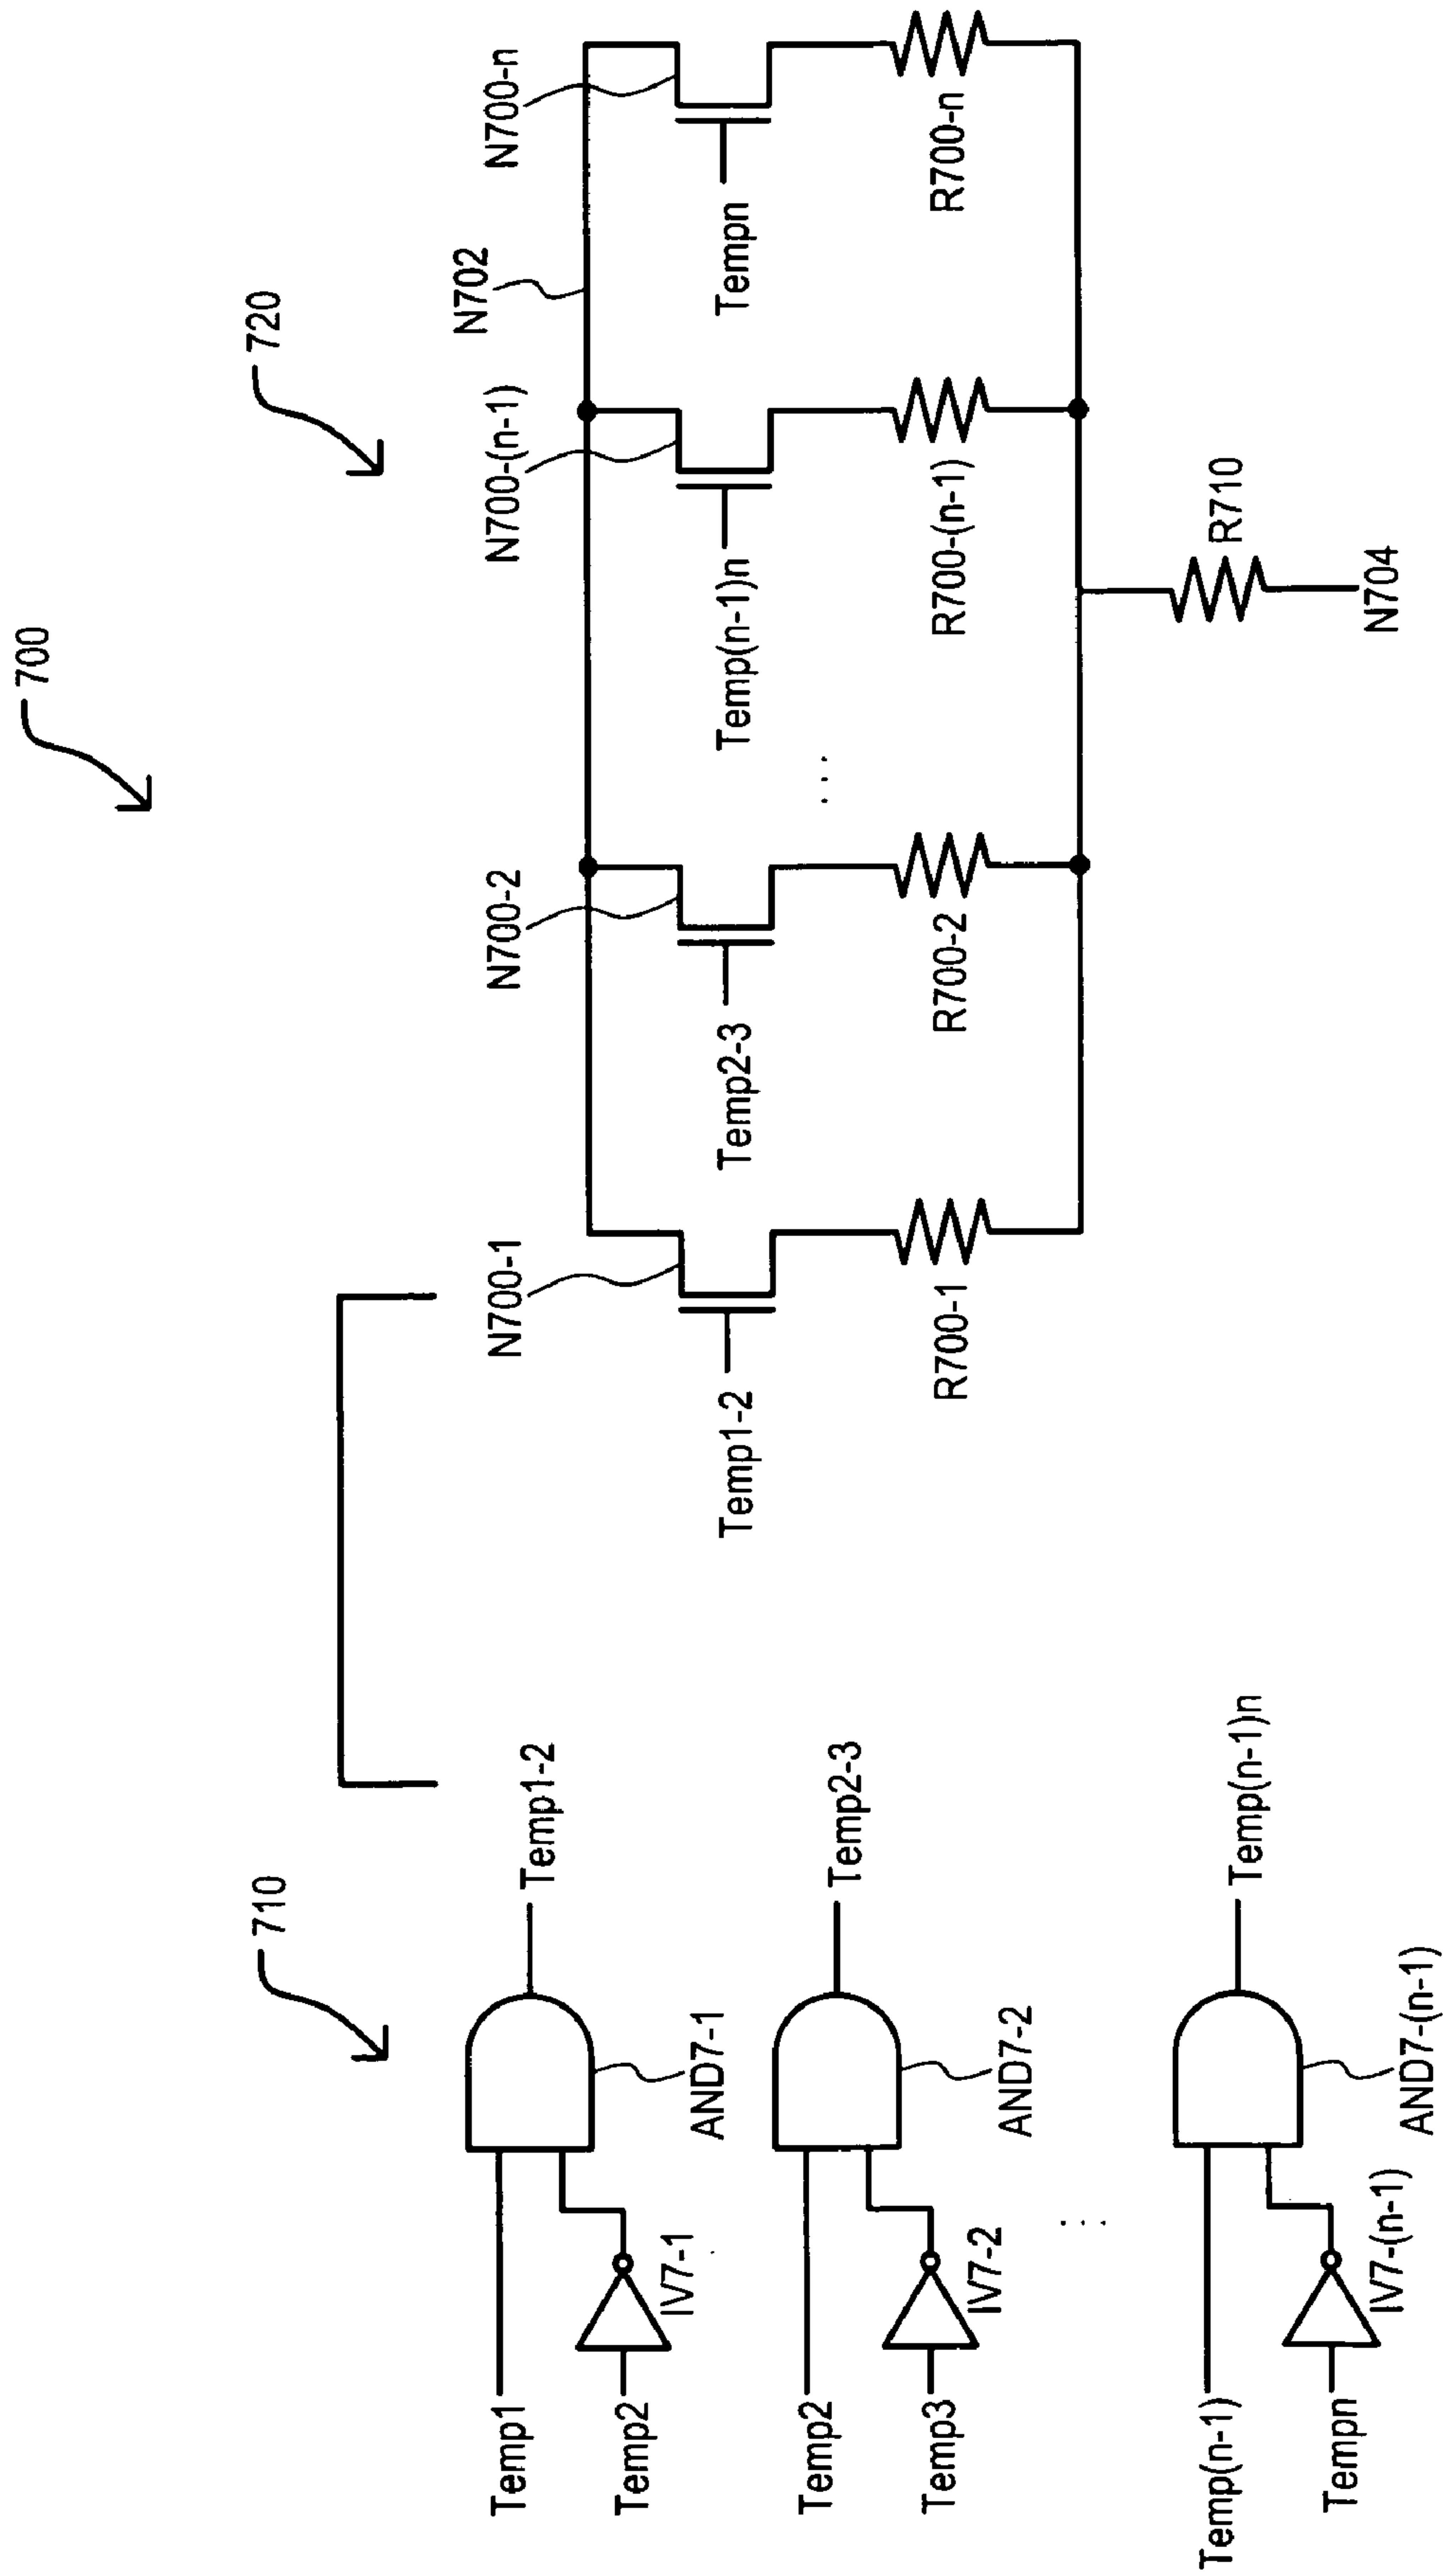 700
710
720
Temp1
Temp2
IV7-1
AND7-1
Temp1-2
Temp2
Temp3
IV7-2
AND7-2
Temp2-3
Temp(n-1)
Tempn
IV7-(n-1)
AND7-(n-1)
Temp(n-1)n
N702
N700-1
N700-2
N700-(n-1)
N700-n
Temp1-2
Temp2-3
...
Temp(n-1)n
Tempn
R700-1
R700-2
R700-(n-1)
R700-n
R710
N704